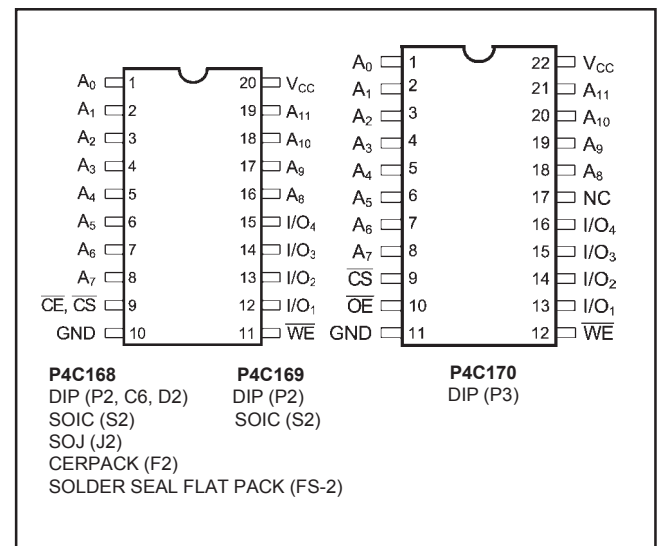 A0 1 20 VCC
A1 2 19 A11
A2 3 18 A10
A3 4 17 A9
A4 5 16 A8
A5 6 15 I/O4
A6 7 14 I/O3
A7 8 13 I/O2
CE, CS 9 12 I/O1
GND 10 11 WE
A0 1 22 VCC
A1 2 21 A11
A2 3 20 A10
A3 4 19 A9
A4 5 18 A8
A5 6 17 NC
A6 7 16 I/O4
A7 8 15 I/O3
CS 9 14 I/O2
OE 10 13 I/O1
GND 11 12 WE
P4C168
DIP (P2, C6, D2)
SOIC (S2)
SOJ (J2)
CERPACK (F2)
SOLDER SEAL FLAT PACK (FS-2)
P4C169
DIP (P2)
SOIC (S2)
P4C170
DIP (P3)